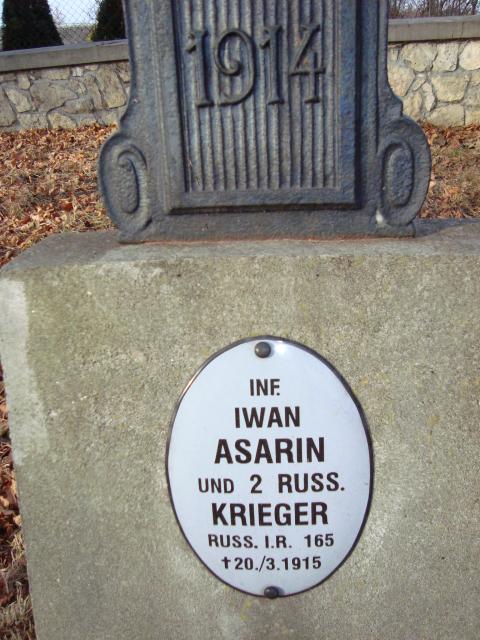 1914
INF.
IWAN
ASARIN
UND 2 RUSS.
KRIEGER
RUSS. I.R. 165
†20./3.1915